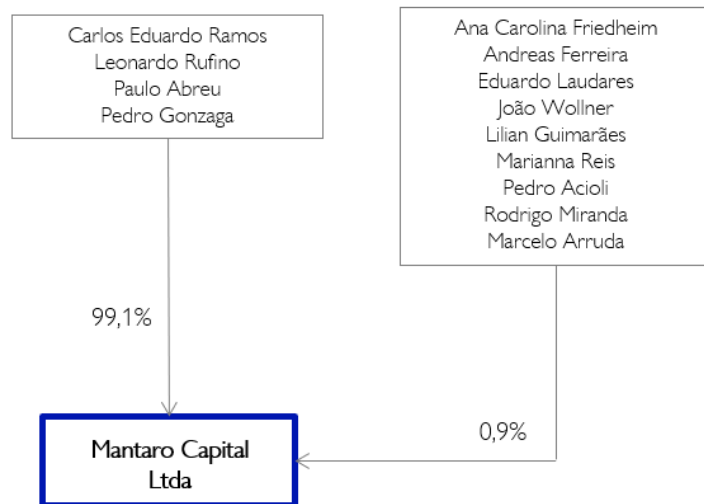 Carlos Eduardo Ramos
Leonardo Rufino
Paulo Abreu
Pedro Gonzaga
Ana Carolina Friedheim
Andreas Ferreira
Eduardo Laudares
João Wollner
Lilian Guimarães
Marianna Reis
Pedro Acioli
Rodrigo Miranda
Marcelo Arruda
99,1%
0,9%
Mantaro Capital
Ltda